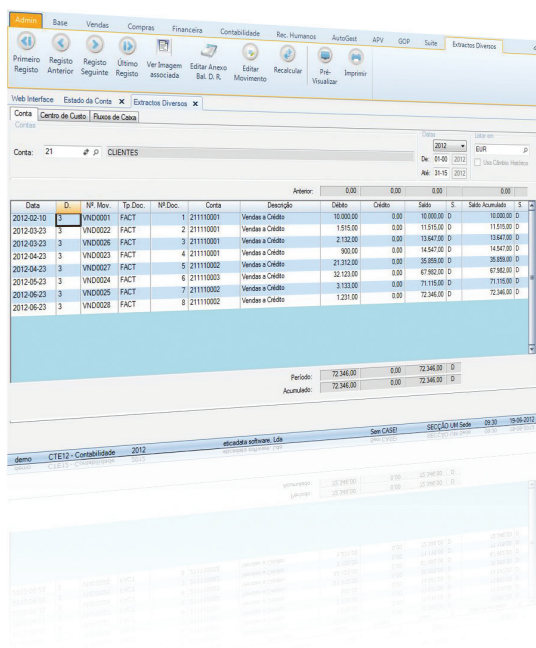 Admin Base Vendas Compras Financeira Contabilidade Rec. Humanos AutoGest APV GOP Suite Extractos Diversos
Primeiro Registo Registo Anterior Registo Seguinte Último Registo Ver Imagem associada Editar Anexo Bal. D. R. Editar Movimento Recalcular Pré-Visualizar Imprimir
Web Interface Estado da Conta Extractos Diversos
Conta Centro de Custo Fluxos de Caixa
Contas Datas Listar em
2012 EUR
Conta: 21 CLIENTES De: 01-00 2012 Usa Câmbio Histórico
Até: 31-15 2012
Anterior: 0,00 0,00 0,00 0,00
Data D. Nº. Mov. Tp.Doc. Nº.Doc. Conta Descrição Débito Crédito Saldo S. Saldo Acumulado S.
2012-02-10 3 VND0001 FACT 1 211110001 Vendas a Crédito 10.000,00 0,00 10.000,00 D 10.000,00 D
2012-03-23 3 VND0022 FACT 2 211110001 Vendas a Crédito 1.515,00 0,00 11.515,00 D 11.515,00 D
2012-03-23 3 VND0026 FACT 3 211110001 Vendas a Crédito 2.132,00 0,00 13.647,00 D 13.647,00 D
2012-04-23 3 VND0023 FACT 4 211110001 Vendas a Crédito 900,00 0,00 14.547,00 D 14.547,00 D
2012-04-23 3 VND0027 FACT 5 211110002 Vendas a Crédito 21.312,00 0,00 35.859,00 D 35.859,00 D
2012-05-23 3 VND0024 FACT 6 211110003 Vendas a Crédito 32.123,00 0,00 67.982,00 D 67.982,00 D
2012-06-23 3 VND0025 FACT 7 211110002 Vendas a Crédito 3.133,00 0,00 71.115,00 D 71.115,00 D
2012-06-23 3 VND0028 FACT 8 211110002 Vendas a Crédito 1.231,00 0,00 72.346,00 D 72.346,00 D
Período: 72.346,00 0,00 72.346,00 D
Acumulado: 72.346,00 0,00 72.346,00 D
demo CTE12 - Contabilidade 2012 eticadata software, Lda Sem CASE! SECÇÃO UM Sede 09:30 19-06-2012